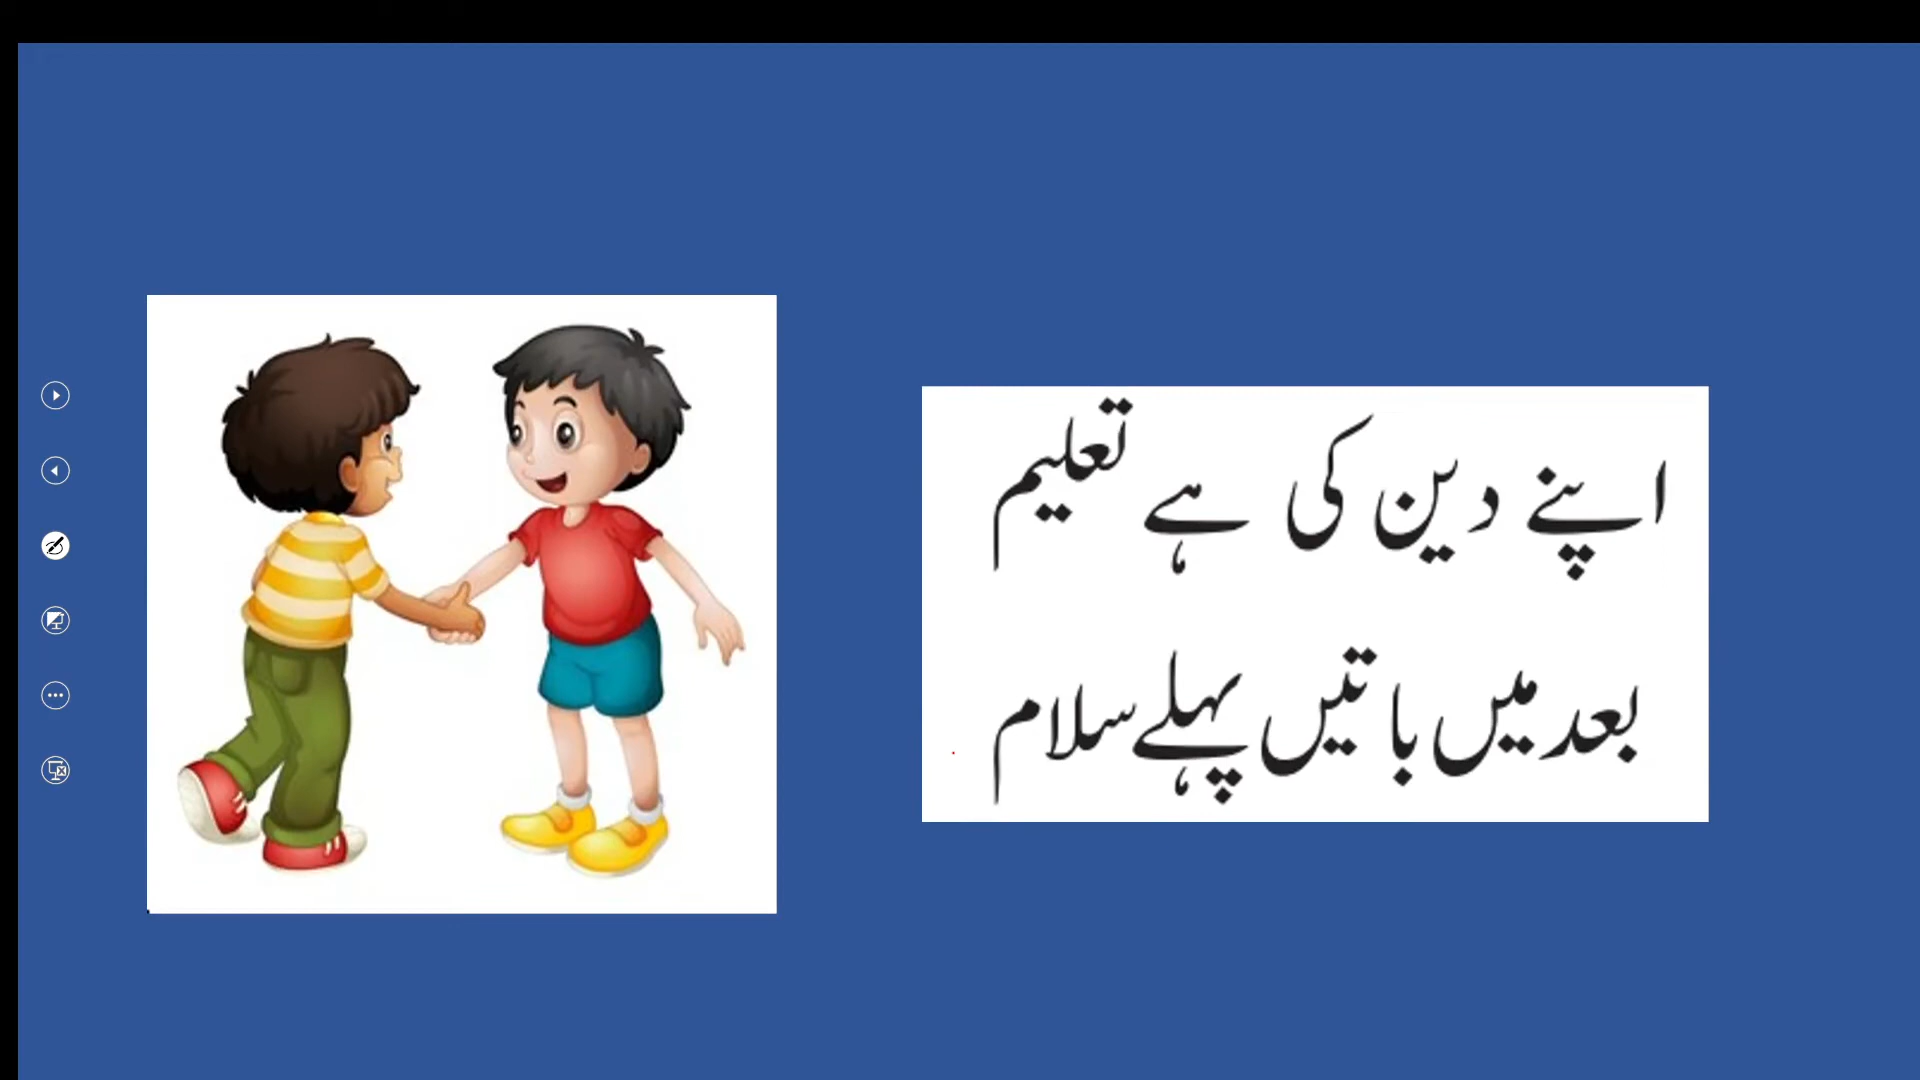 اپنے دین کی ہے تعلیم
بعد میں باتیں پہلے سلام